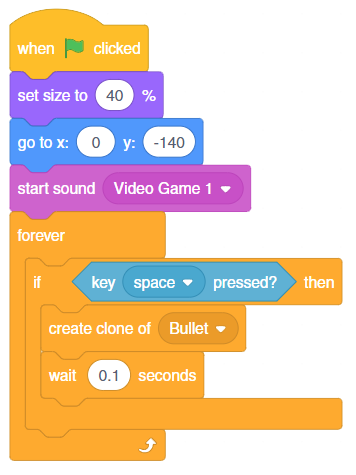 when clicked
set size to 40 %
go to x: 0 y: -140
start sound Video Game 1
forever
if key space pressed? then
create clone of Bullet
wait 0.1 seconds